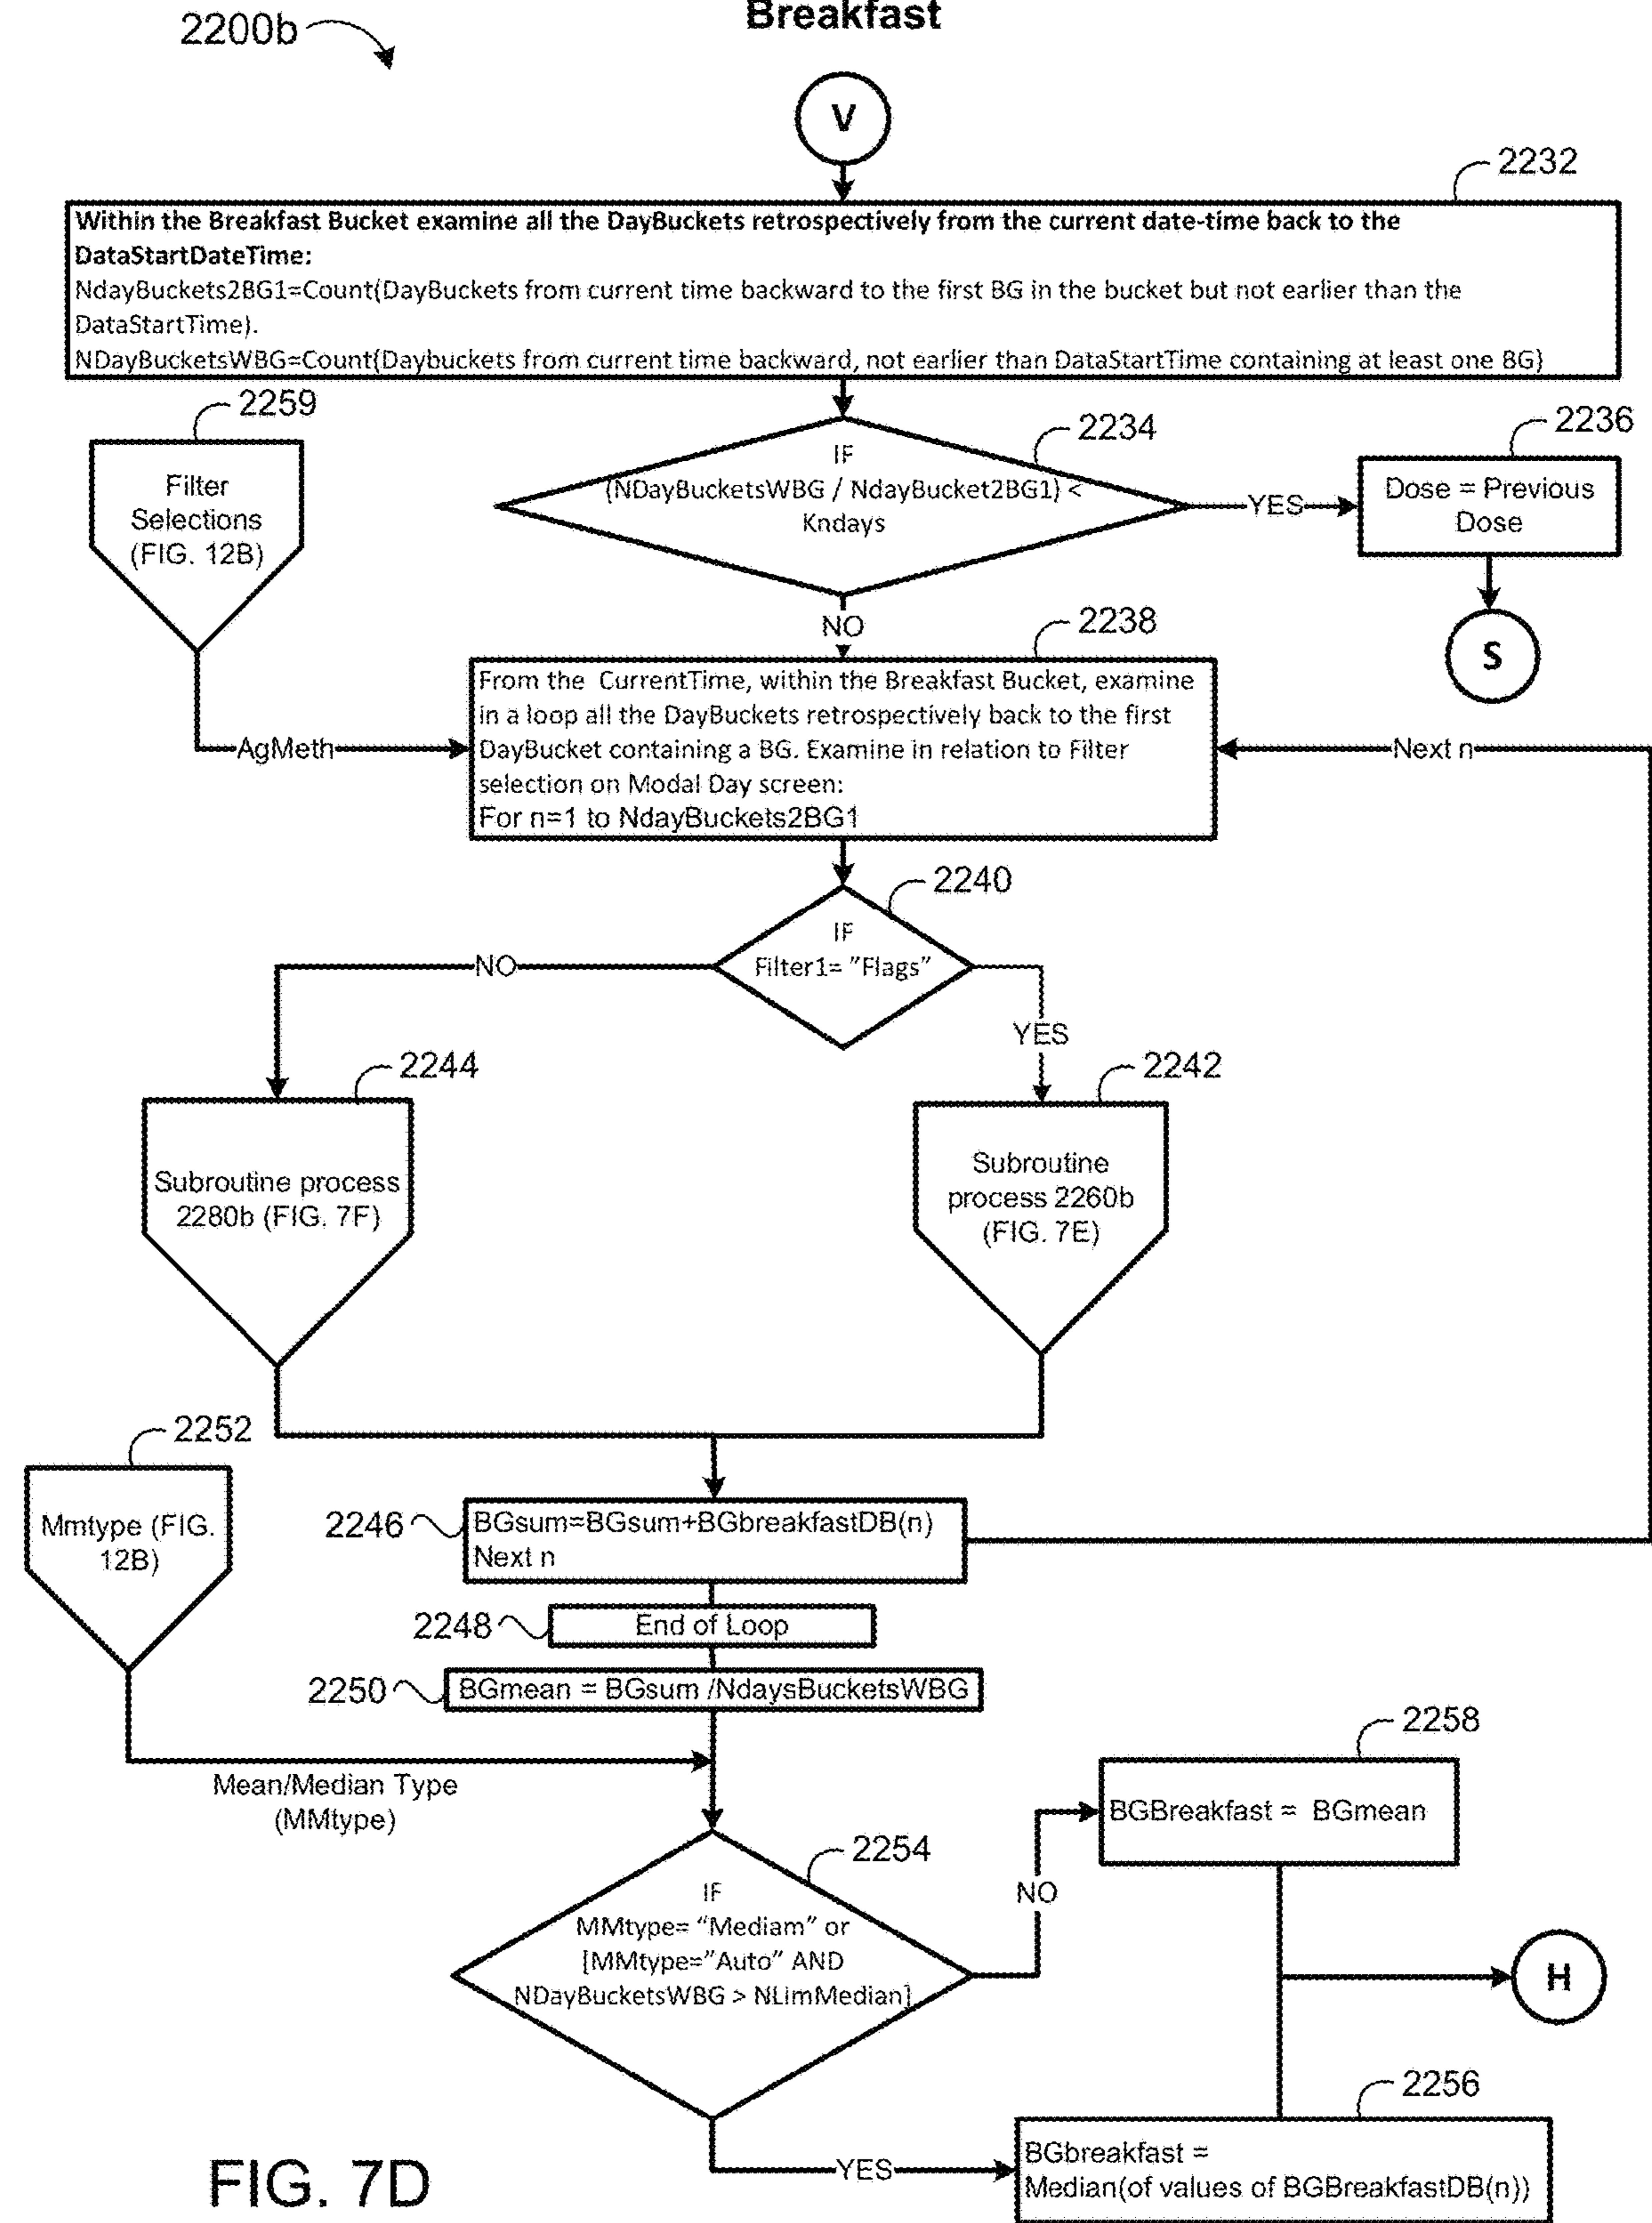 Breakfast
2200b
V
2232
Within the Breakfast Bucket examine all the DayBuckets retrospectively from the current date-time back to the
DataStartDateTime:
NdayBuckets2BG1=Count(DayBuckets from current time backward to the first BG in the bucket but not earlier than the
DataStartTime).
NDayBucketsWBG=Count(Daybuckets from current time backward, not earlier than DataStartTime containing at least one BG)
2259
Filter
Selections
(FIG. 12B)
2234
IF
(NDayBucketsWBG / NdayBucket2BG1) <
Kndays
YES
2236
Dose = Previous
Dose
S
NO
2238
From the CurrentTime, within the Breakfast Bucket, examine
in a loop all the DayBuckets retrospectively back to the first
DayBucket containing a BG. Examine in relation to Filter
selection on Modal Day screen:
For n=1 to NdayBuckets2BG1
AgMeth
Next n
2240
IF
Filter1= "Flags"
NO
YES
2244
Subroutine process
2280b (FIG. 7F)
2242
Subroutine
process 2260b
(FIG. 7E)
2252
Mmtype (FIG.
12B)
2246
BGsum=BGsum+BGbreakfastDB(n)
Next n
2248
End of Loop
2250
BGmean = BGsum /NdaysBucketsWBG
Mean/Median Type
(MMtype)
2254
IF
MMtype= "Mediam" or
[MMtype="Auto" AND
NDayBucketsWBG > NLimMedian]
NO
2258
BGBreakfast = BGmean
H
YES
2256
BGbreakfast =
Median(of values of BGBreakfastDB(n))
FIG. 7D